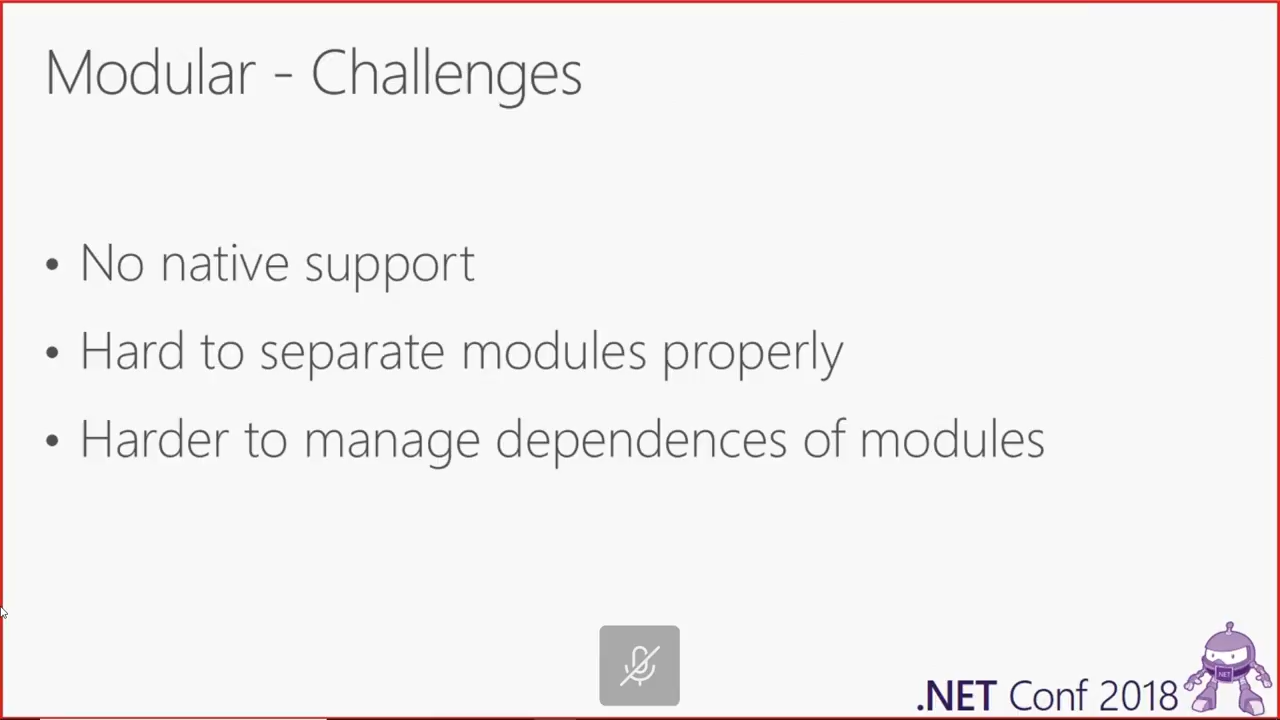 Modular - Challenges
• No native support
• Hard to separate modules properly
• Harder to manage dependences of modules
.NET Conf 2018
.NET